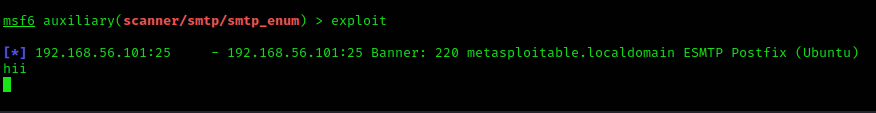 msf6 auxiliary(scanner/smtp/smtp_enum) > exploit
[*] 192.168.56.101:25     - 192.168.56.101:25 Banner: 220 metasploitable.localdomain ESMTP Postfix (Ubuntu)
hii